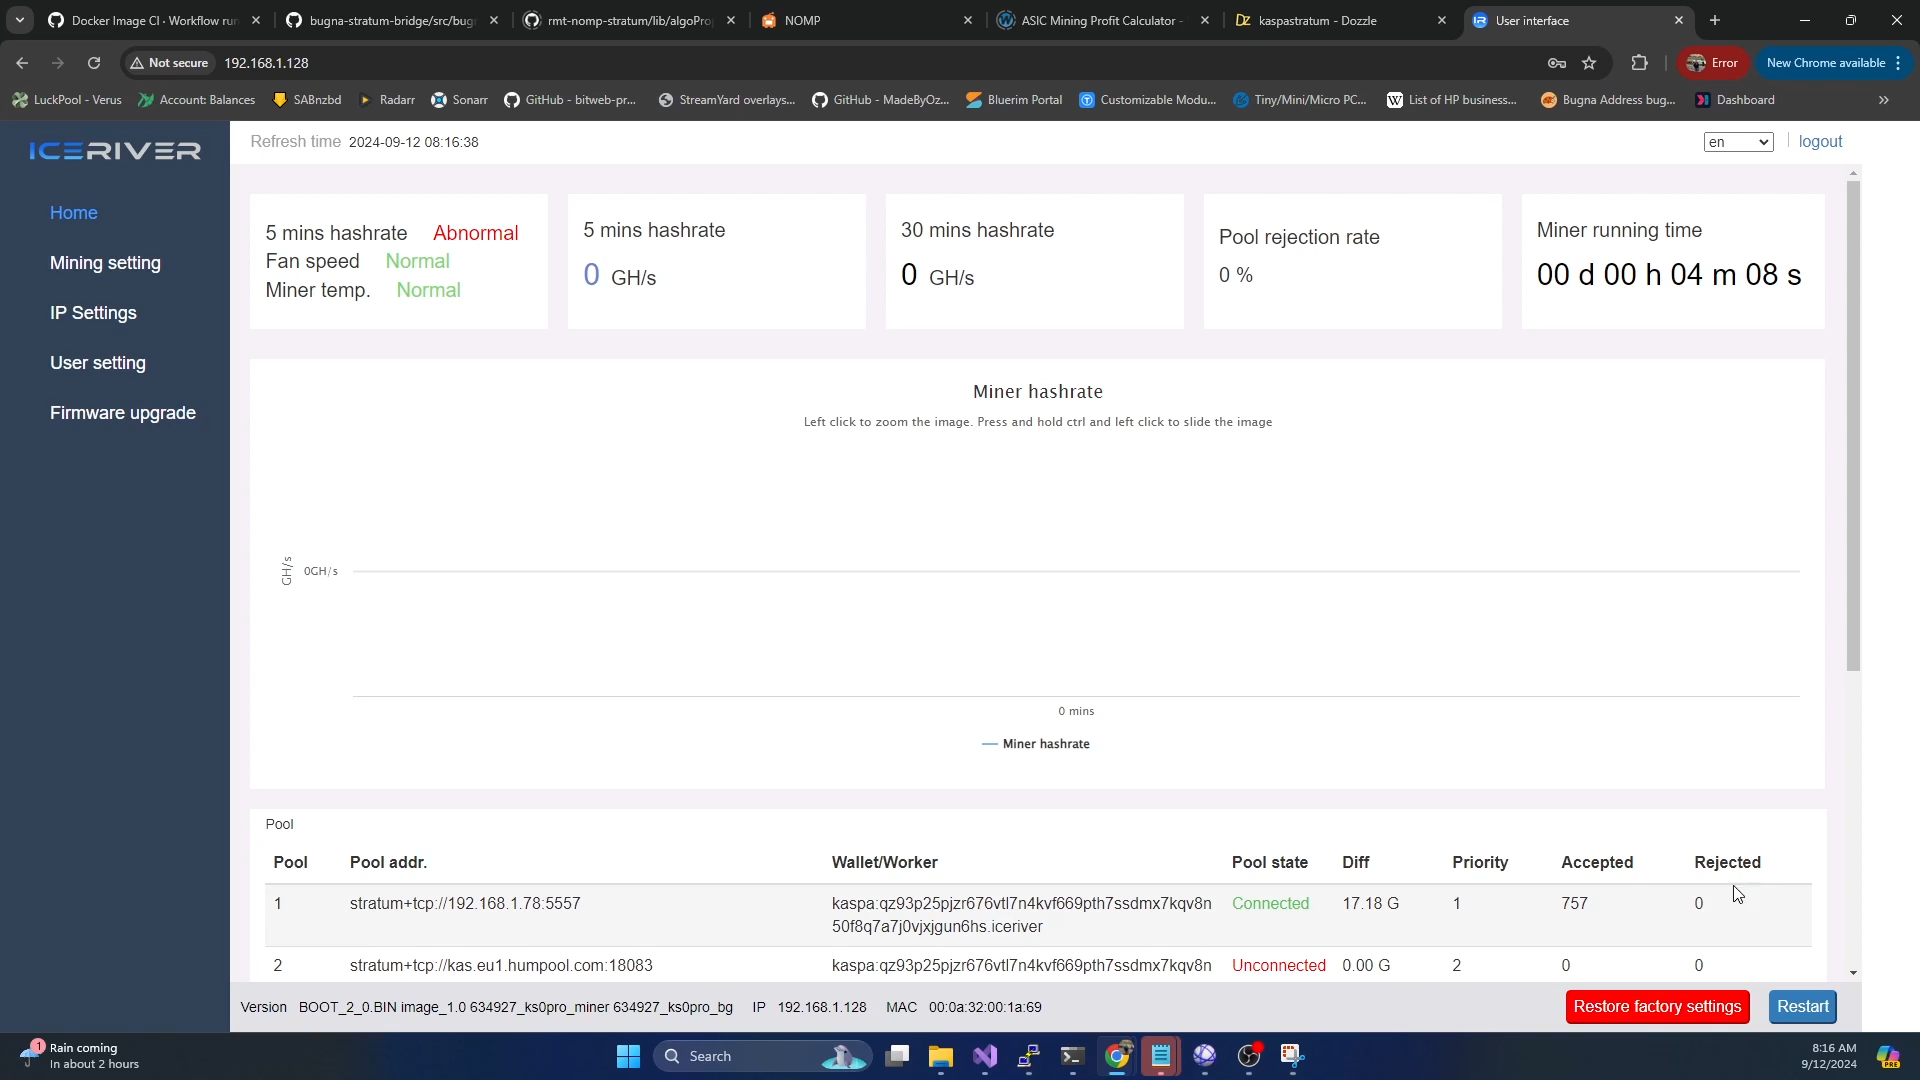 Docker Image CI · Workflow run
bugna-stratum-bridge/src/bugn
rmt-nomp-stratum/lib/algoPro
NOMP
ASIC Mining Profit Calculator -
kaspastratum - Dozzle
User interface
Not secure
192.168.1.128
Error
New Chrome available
LuckPool - Verus
Account: Balances
SABnzbd
Radarr
Sonarr
GitHub - bitweb-pr...
StreamYard overlays...
GitHub - MadeByOz...
Bluerim Portal
Customizable Modu...
Tiny/Mini/Micro PC...
List of HP business...
Bugna Address bug...
Dashboard
ICERIVER
Refresh time 2024-09-12 08:16:38
en
logout
Home
Mining setting
IP Settings
User setting
Firmware upgrade
5 mins hashrate Abnormal
Fan speed Normal
Miner temp. Normal
5 mins hashrate
0 GH/s
30 mins hashrate
0 GH/s
Pool rejection rate
0 %
Miner running time
00 d 00 h 04 m 08 s
Miner hashrate
Left click to zoom the image. Press and hold ctrl and left click to slide the image
GH/s
0GH/s
0 mins
Miner hashrate
Pool
Pool Pool addr. Wallet/Worker Pool state Diff Priority Accepted Rejected
1 stratum+tcp://192.168.1.78:5557 kaspa:qz93p25pjzr676vtl7n4kvf669pth7ssdmx7kqv8n Connected 17.18 G 1 757 0
50f8q7a7j0vjxjgun6hs.iceriver
2 stratum+tcp://kas.eu1.humpool.com:18083 kaspa:qz93p25pjzr676vtl7n4kvf669pth7ssdmx7kqv8n Unconnected 0.00 G 2 0 0
Version BOOT_2_0.BIN image_1.0 634927_ks0pro_miner 634927_ks0pro_bg IP 192.168.1.128 MAC 00:0a:32:00:1a:69
Restore factory settings
Restart
1
Rain coming
In about 2 hours
Search
8:16 AM
9/12/2024
PRE